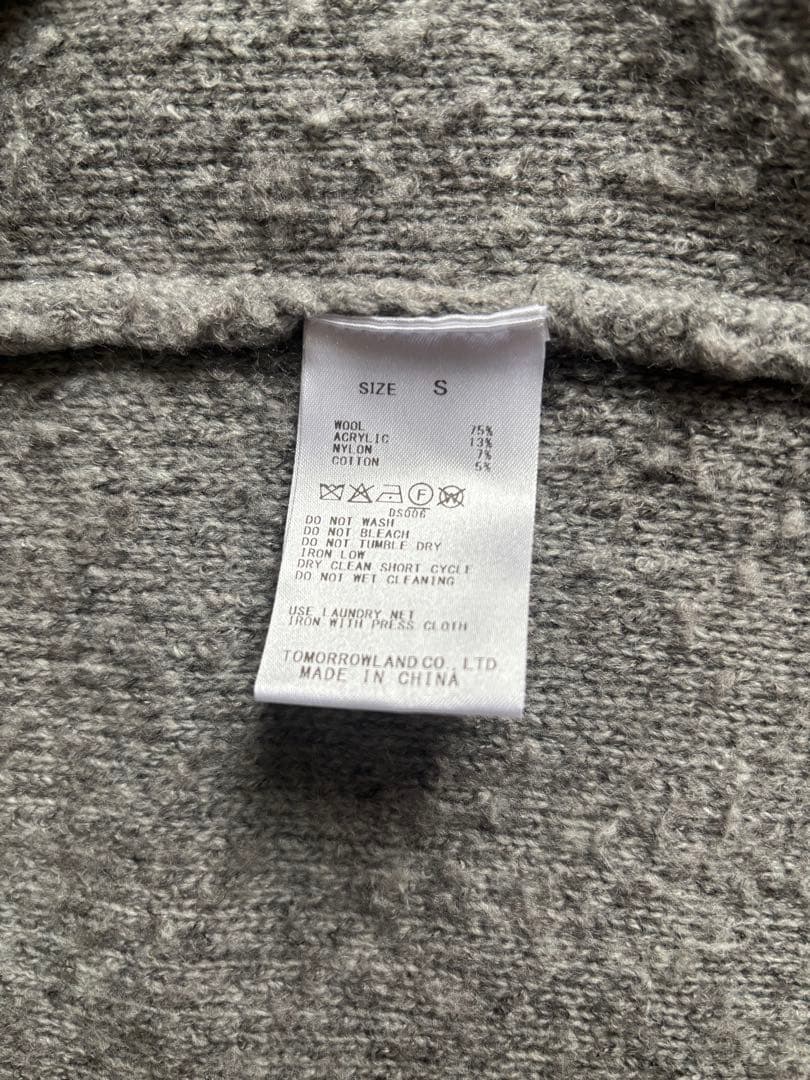 SIZE S
WOOL 75%
ACRYLIC 13%
NYLON 7%
COTTON 5%
F W
DS006
DO NOT WASH
DO NOT BLEACH
DO NOT TUMBLE DRY
IRON LOW
DRY CLEAN SHORT CYCLE
DO NOT WET CLEANING
USE LAUNDRY NET
IRON WITH PRESS CLOTH
TOMORROWLAND CO., LTD
MADE IN CHINA